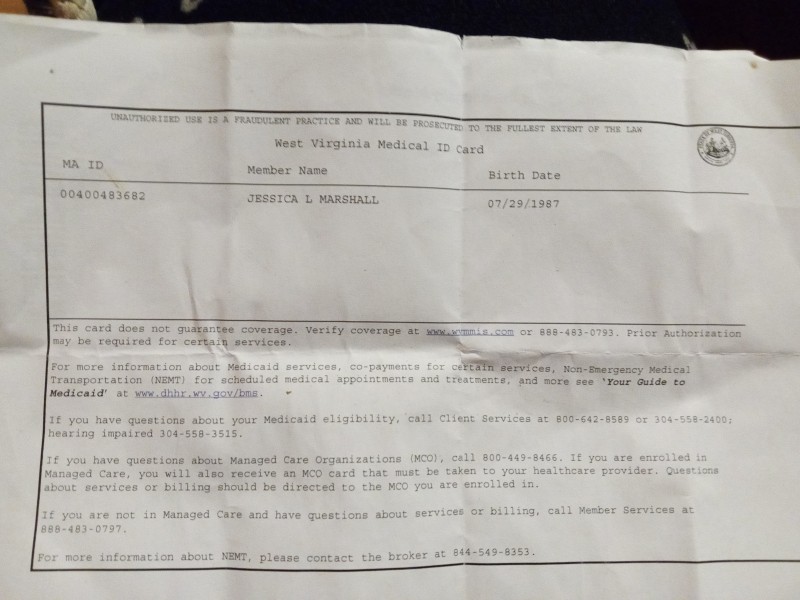 UNAUTHORIZED USE IS A FRAUDULENT PRACTICE AND WILL BE PROSECUTED TO THE FULLEST EXTENT OF THE LAW
West Virginia Medical ID Card
MA ID Member Name Birth Date
00400483682 JESSICA L MARSHALL 07/29/1987
This card does not guarantee coverage. Verify coverage at www.wvmmis.com or 888-483-0793. Prior Authorization
may be required for certain services.
For more information about Medicaid services, co-payments for certain services, Non-Emergency Medical
Transportation (NEMT) for scheduled medical appointments and treatments, and more see 'Your Guide to
Medicaid' at www.dhhr.wv.gov/bms.
If you have questions about your Medicaid eligibility, call Client Services at 800-642-8589 or 304-558-2400;
hearing impaired 304-558-3515.
If you have questions about Managed Care Organizations (MCO), call 800-449-8466. If you are enrolled in
Managed Care, you will also receive an MCO card that must be taken to your healthcare provider. Questions
about services or billing should be directed to the MCO you are enrolled in.
If you are not in Managed Care and have questions about services or billing, call Member Services at
888-483-0797.
For more information about NEMT, please contact the broker at 844-549-8353.